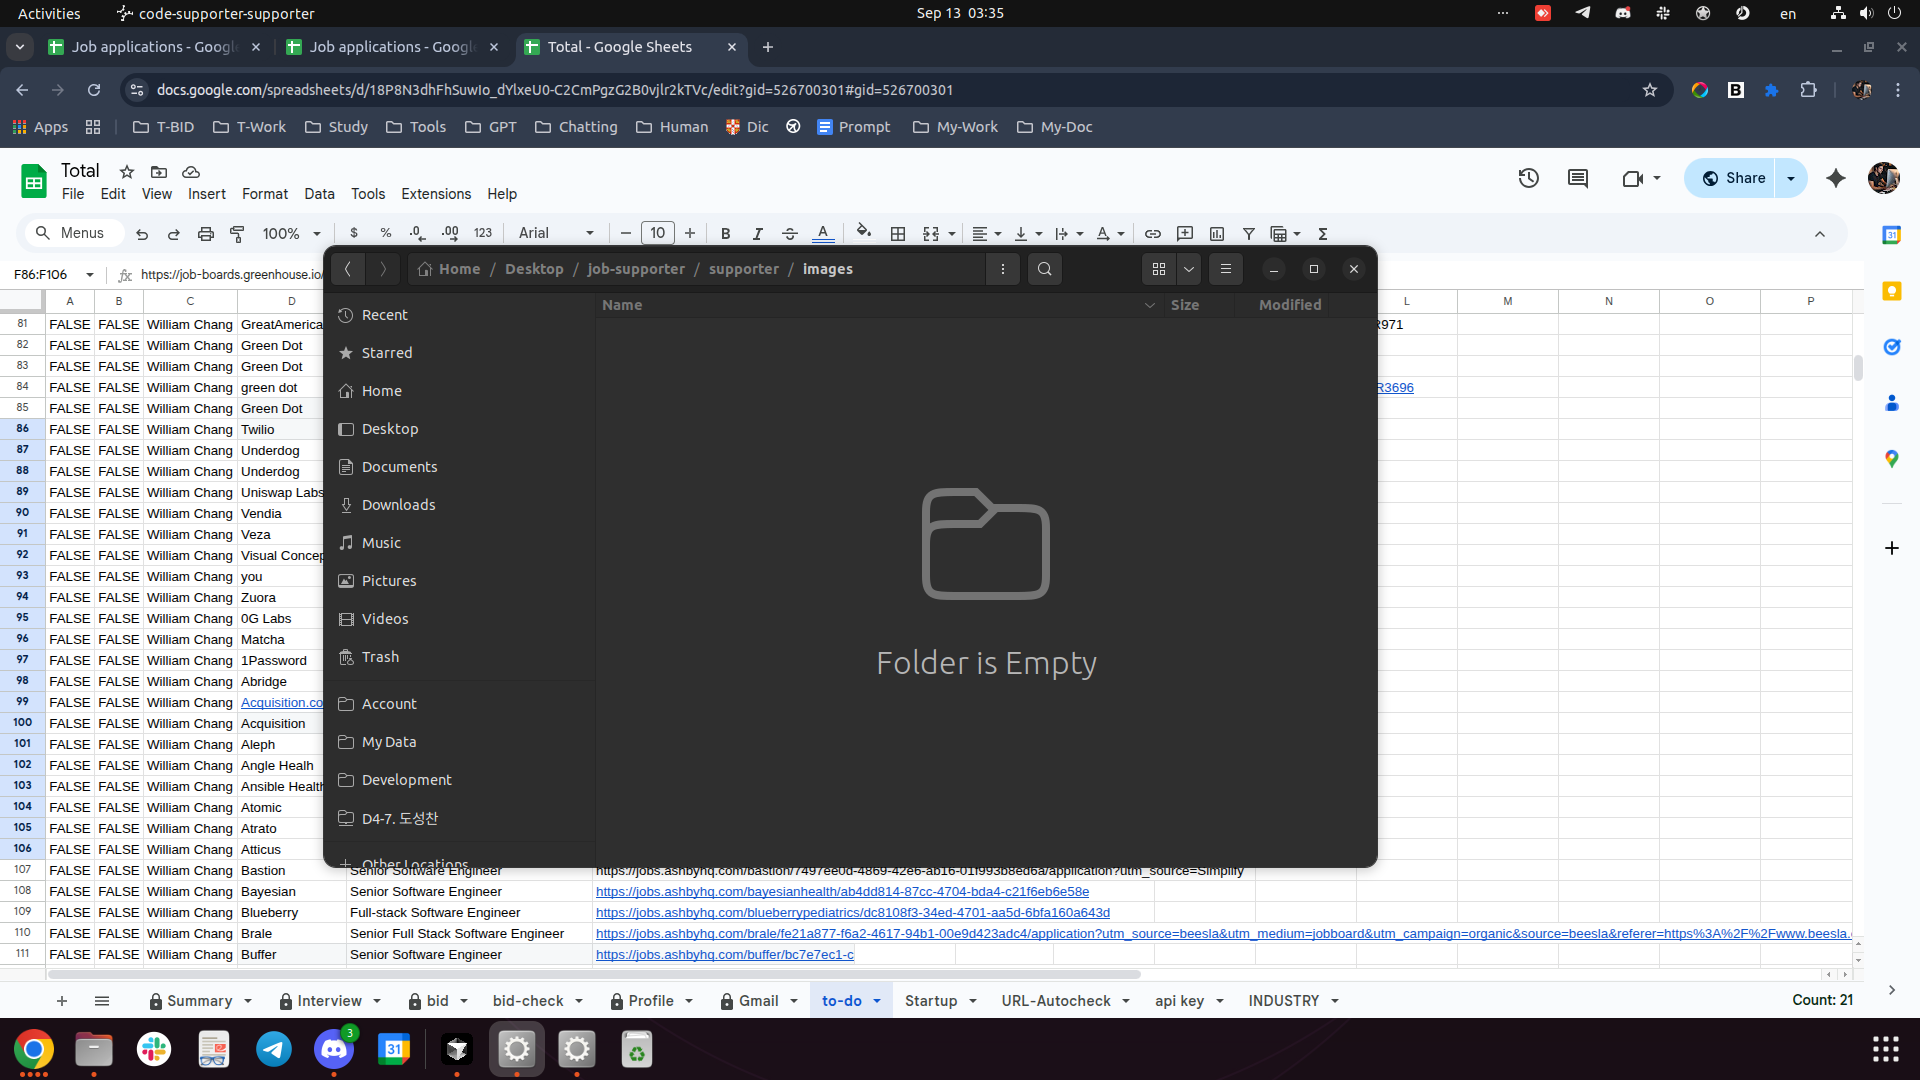 Activities
code-supporter-supporter
Sep 13  03:35
en
Job applications - Google
Job applications - Google
Total - Google Sheets
docs.google.com/spreadsheets/d/18P8N3dhFhSuwIo_dYlxeU0-C2CmPgzG2B0vjlr2kTVc/edit?gid=526700301#gid=526700301
Apps
T-BID
T-Work
Study
Tools
GPT
Chatting
Human
Dic
Prompt
My-Work
My-Doc
Total
File Edit View Insert Format Data Tools Extensions Help
Share
Menus
100%
$ % .0 .00 123
Arial
10
B I A
F86:F106
https://job-boards.greenhouse.io/
Home / Desktop / job-supporter / supporter / images
A B C D L M N O P
Name Size Modified
Recent
Starred
Home
Desktop
Documents
Downloads
Music
Pictures
Videos
Trash
Account
My Data
Development
D4-7. 도성찬
Other Locations
Folder is Empty
81 FALSE FALSE William Chang GreatAmerica R971
82 FALSE FALSE William Chang Green Dot
83 FALSE FALSE William Chang Green Dot
84 FALSE FALSE William Chang green dot R3696
85 FALSE FALSE William Chang Green Dot
86 FALSE FALSE William Chang Twilio
87 FALSE FALSE William Chang Underdog
88 FALSE FALSE William Chang Underdog
89 FALSE FALSE William Chang Uniswap Labs
90 FALSE FALSE William Chang Vendia
91 FALSE FALSE William Chang Veza
92 FALSE FALSE William Chang Visual Concep
93 FALSE FALSE William Chang you
94 FALSE FALSE William Chang Zuora
95 FALSE FALSE William Chang 0G Labs
96 FALSE FALSE William Chang Matcha
97 FALSE FALSE William Chang 1Password
98 FALSE FALSE William Chang Abridge
99 FALSE FALSE William Chang Acquisition.co
100 FALSE FALSE William Chang Acquisition
101 FALSE FALSE William Chang Aleph
102 FALSE FALSE William Chang Angle Healh
103 FALSE FALSE William Chang Ansible Health
104 FALSE FALSE William Chang Atomic
105 FALSE FALSE William Chang Atrato
106 FALSE FALSE William Chang Atticus
107 FALSE FALSE William Chang Bastion Senior Software Engineer https://jobs.ashbyhq.com/bastion/7497ee0d-4869-42e6-ab16-01f993b8ed6a/application?utm_source=Simplify
108 FALSE FALSE William Chang Bayesian Senior Software Engineer https://jobs.ashbyhq.com/bayesianhealth/ab4dd814-87cc-4704-bda4-c21f6eb6e58e
109 FALSE FALSE William Chang Blueberry Full-stack Software Engineer https://jobs.ashbyhq.com/blueberrypediatrics/dc8108f3-34ed-4701-aa5d-6bfa160a643d
110 FALSE FALSE William Chang Brale Senior Full Stack Software Engineer https://jobs.ashbyhq.com/brale/fe21a877-f6a2-4617-94b1-00e9d423adc4/application?utm_source=beesla&utm_medium=jobboard&utm_campaign=organic&source=beesla&referer=https%3A%2F%2Fwww.beesla.
111 FALSE FALSE William Chang Buffer Senior Software Engineer https://jobs.ashbyhq.com/buffer/bc7e7ec1-c
Summary
Interview
bid
bid-check
Profile
Gmail
to-do
Startup
URL-Autocheck
api key
INDUSTRY
Count: 21
3
31